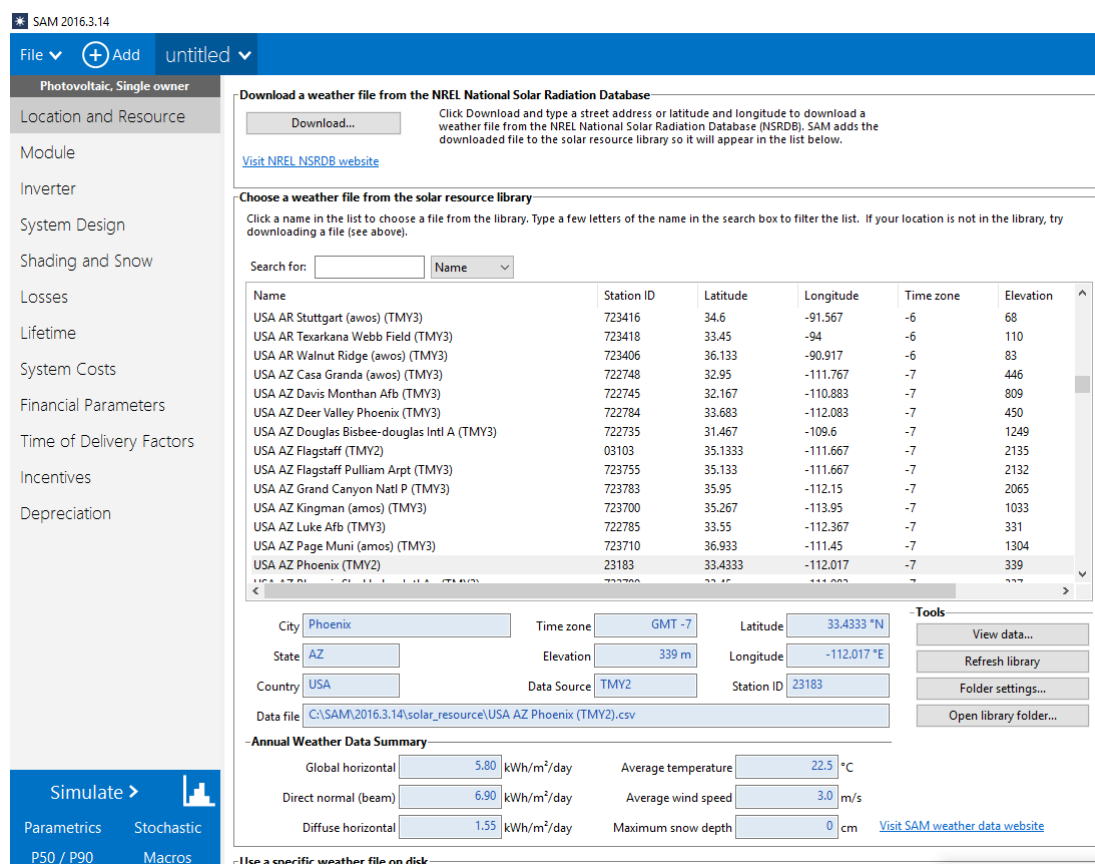 SAM 2016.3.14
File Add untitled
Photovoltaic, Single owner
Location and Resource
Module
Inverter
System Design
Shading and Snow
Losses
Lifetime
System Costs
Financial Parameters
Time of Delivery Factors
Incentives
Depreciation
Simulate >
Parametrics Stochastic
P50 / P90 Macros
Download a weather file from the NREL National Solar Radiation Database
Download...
Click Download and type a street address or latitude and longitude to download a
weather file from the NREL National Solar Radiation Database (NSRDB). SAM adds the
downloaded file to the solar resource library so it will appear in the list below.
Visit NREL NSRDB website
Choose a weather file from the solar resource library
Click a name in the list to choose a file from the library. Type a few letters of the name in the search box to filter the list. If your location is not in the library, try
downloading a file (see above).
Search for: Name
Name Station ID Latitude Longitude Time zone Elevation
USA AR Stuttgart (awos) (TMY3) 723416 34.6 -91.567 -6 68
USA AR Texarkana Webb Field (TMY3) 723418 33.45 -94 -6 110
USA AR Walnut Ridge (awos) (TMY3) 723406 36.133 -90.917 -6 83
USA AZ Casa Granda (awos) (TMY3) 722748 32.95 -111.767 -7 446
USA AZ Davis Monthan Afb (TMY3) 722745 32.167 -110.883 -7 809
USA AZ Deer Valley Phoenix (TMY3) 722784 33.683 -112.083 -7 450
USA AZ Douglas Bisbee-douglas Intl A (TMY3) 722735 31.467 -109.6 -7 1249
USA AZ Flagstaff (TMY2) 03103 35.1333 -111.667 -7 2135
USA AZ Flagstaff Pulliam Arpt (TMY3) 723755 35.133 -111.667 -7 2132
USA AZ Grand Canyon Natl P (TMY3) 723783 35.95 -112.15 -7 2065
USA AZ Kingman (amos) (TMY3) 723700 35.267 -113.95 -7 1033
USA AZ Luke Afb (TMY3) 722785 33.55 -112.367 -7 331
USA AZ Page Muni (amos) (TMY3) 723710 36.933 -111.45 -7 1304
USA AZ Phoenix (TMY2) 23183 33.4333 -112.017 -7 339
City Phoenix Time zone GMT -7 Latitude 33.4333 °N
State AZ Elevation 339 m Longitude -112.017 °E
Country USA Data Source TMY2 Station ID 23183
Data file C:\SAM\2016.3.14\solar_resource\USA AZ Phoenix (TMY2).csv
Tools
View data...
Refresh library
Folder settings...
Open library folder...
Annual Weather Data Summary
Global horizontal 5.80 kWh/m²/day Average temperature 22.5 °C
Direct normal (beam) 6.90 kWh/m²/day Average wind speed 3.0 m/s
Diffuse horizontal 1.55 kWh/m²/day Maximum snow depth 0 cm Visit SAM weather data website
Use a specific weather file on disk